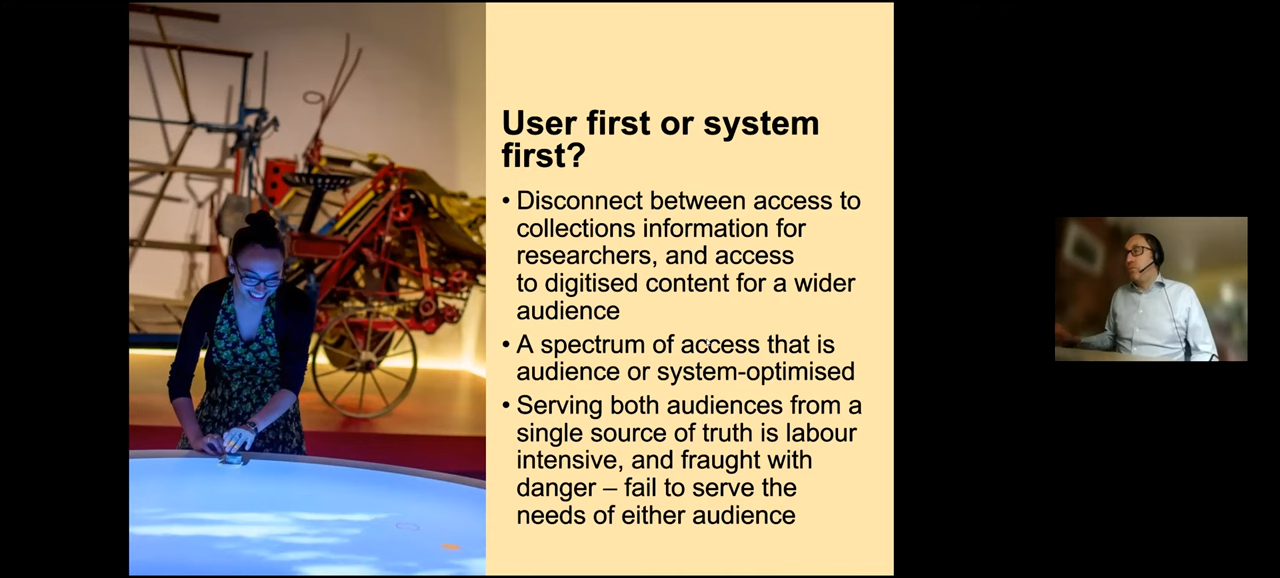 User first or system
first?
• Disconnect between access to
collections information for
researchers, and access
to digitised content for a wider
audience
• A spectrum of access that is
audience or system-optimised
• Serving both audiences from a
single source of truth is labour
intensive, and fraught with
danger – fail to serve the
needs of either audience